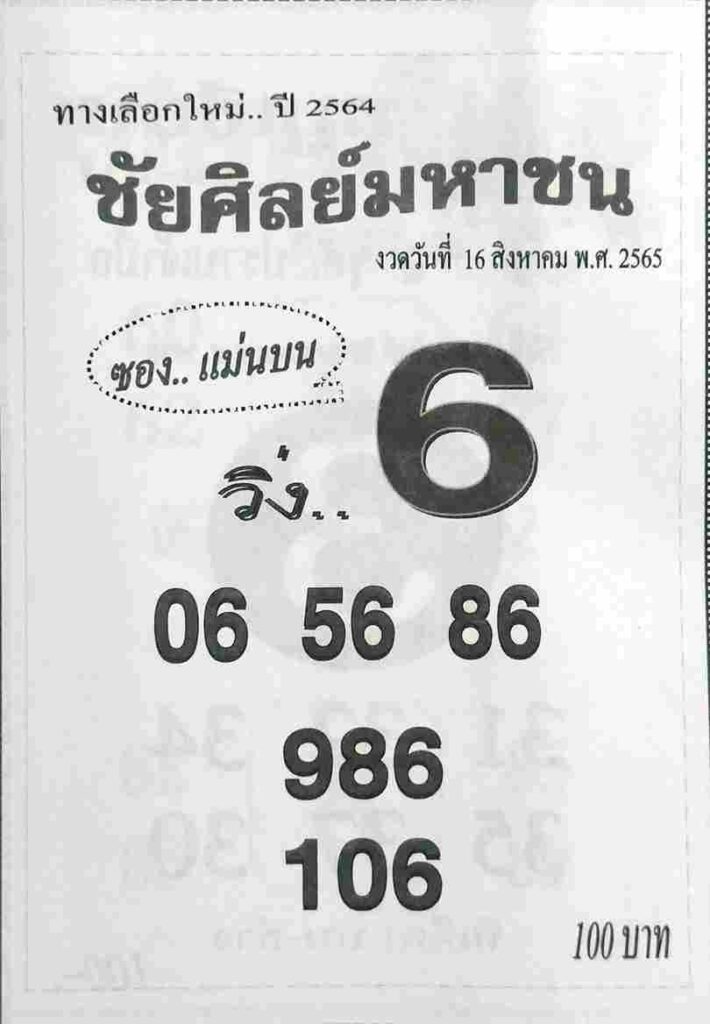 ทางเลือกใหม่.. ปี 2564
ชัยศิลย์มหาชน
งวดวันที่ 16 สิงหาคม พ.ศ. 2565
ซอง.. แม่นบน
วิ่ง.. 6
06 56 86
986
106
100 บาท